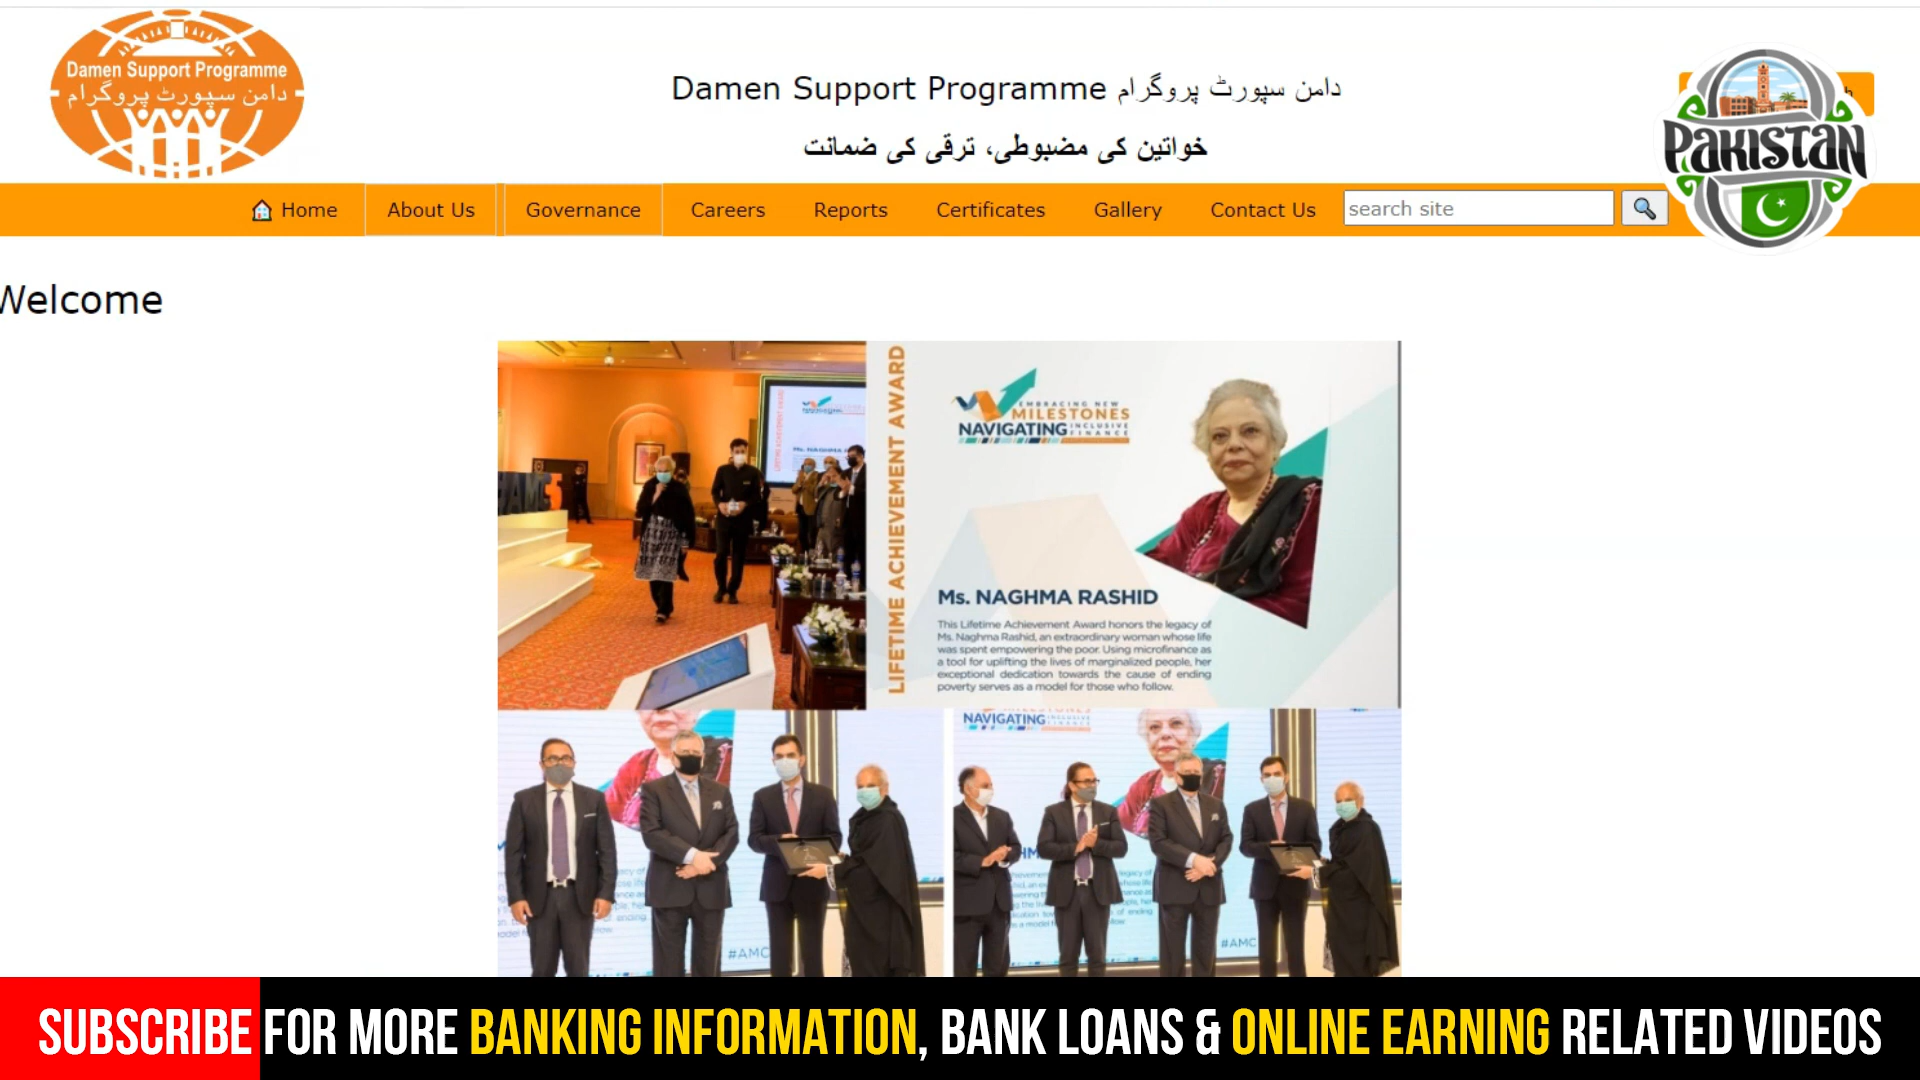 Damen Support Programme
دامن سپورٹ پروگرام
Damen Support Programme دامن سپورٹ پروگرام
خواتین کی مضبوطی، ترقی کی ضمانت
PAKISTAN
Home About Us Governance Careers Reports Certificates Gallery Contact Us search site
Welcome
LIFETIME ACHIEVEMENT AWARD
EMBRACING NEW
MILESTONES
NAVIGATING INCLUSIVE FINANCE
Ms. NAGHMA RASHID
This Lifetime Achievement Award honors the legacy of
Ms. Naghma Rashid, an extraordinary woman whose life
was spent empowering the poor. Using microfinance as
a tool for uplifting the lives of marginalized people, her
exceptional dedication towards the cause of ending
poverty serves as a model for those who follow.
NAVIGATING INCLUSIVE FINANCE
#AMC
#AMC
SUBSCRIBE FOR MORE BANKING INFORMATION, BANK LOANS & ONLINE EARNING RELATED VIDEOS